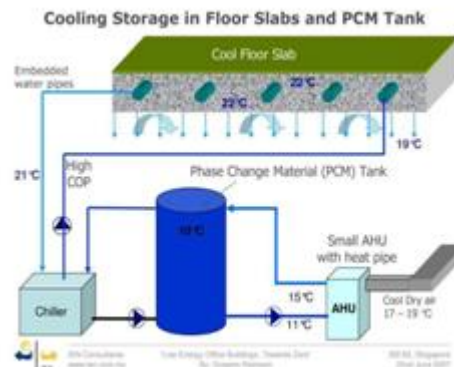 Cooling Storage in Floor Slabs and PCM Tank
Cool Floor Slab
Embedded
water pipes
22°C
22°C
19°C
21°C
High
COP
Phase Change Material (PCM) Tank
10°C
Small AHU
with heat pipe
15°C
11°C
AHU
Cool Dry air
17 – 19 °C
Chiller